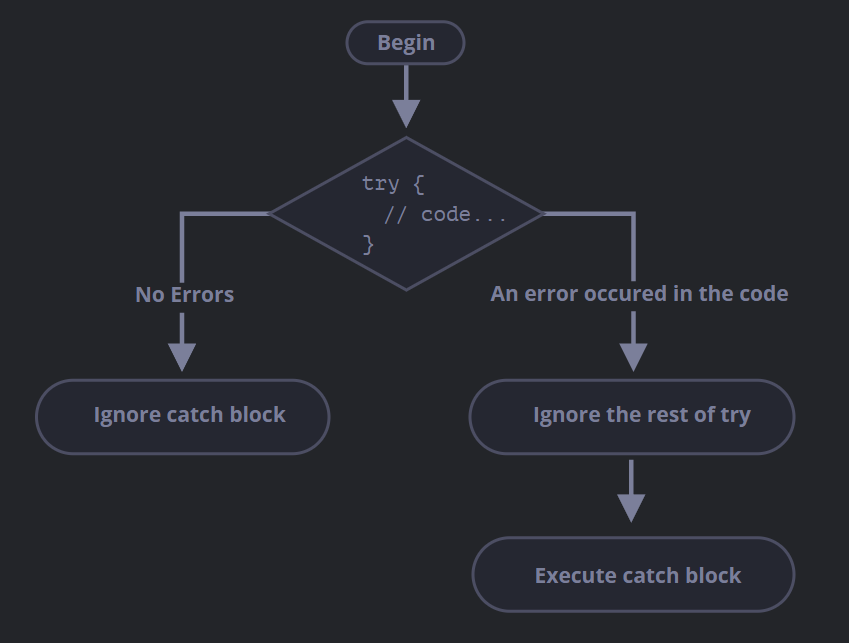 Begin
try {
// code...
}
No Errors
An error occured in the code
Ignore catch block
Ignore the rest of try
Execute catch block